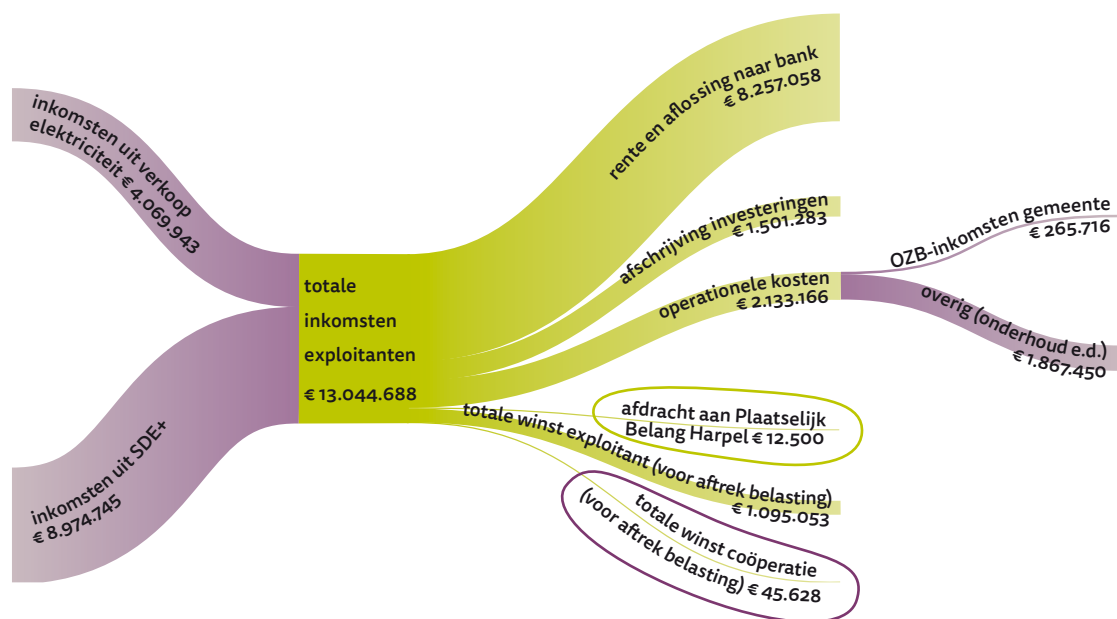 inkomsten uit verkoop
elektriciteit € 4.069.943
inkomsten uit SDE+
€ 8.974.745
totale
inkomsten
exploitanten
€ 13.044.688
rente en aflossing naar bank
€ 8.257.058
afschrijving investeringen
€ 1.501.283
operationele kosten
€ 2.133.166
OZB-inkomsten gemeente
€ 265.716
overig (onderhoud e.d.)
€ 1.867.450
afdracht aan Plaatselijk
Belang Harpel € 12.500
totale winst exploitant (voor aftrek belasting)
€ 1.095.053
totale winst coöperatie
(voor aftrek belasting) € 45.628